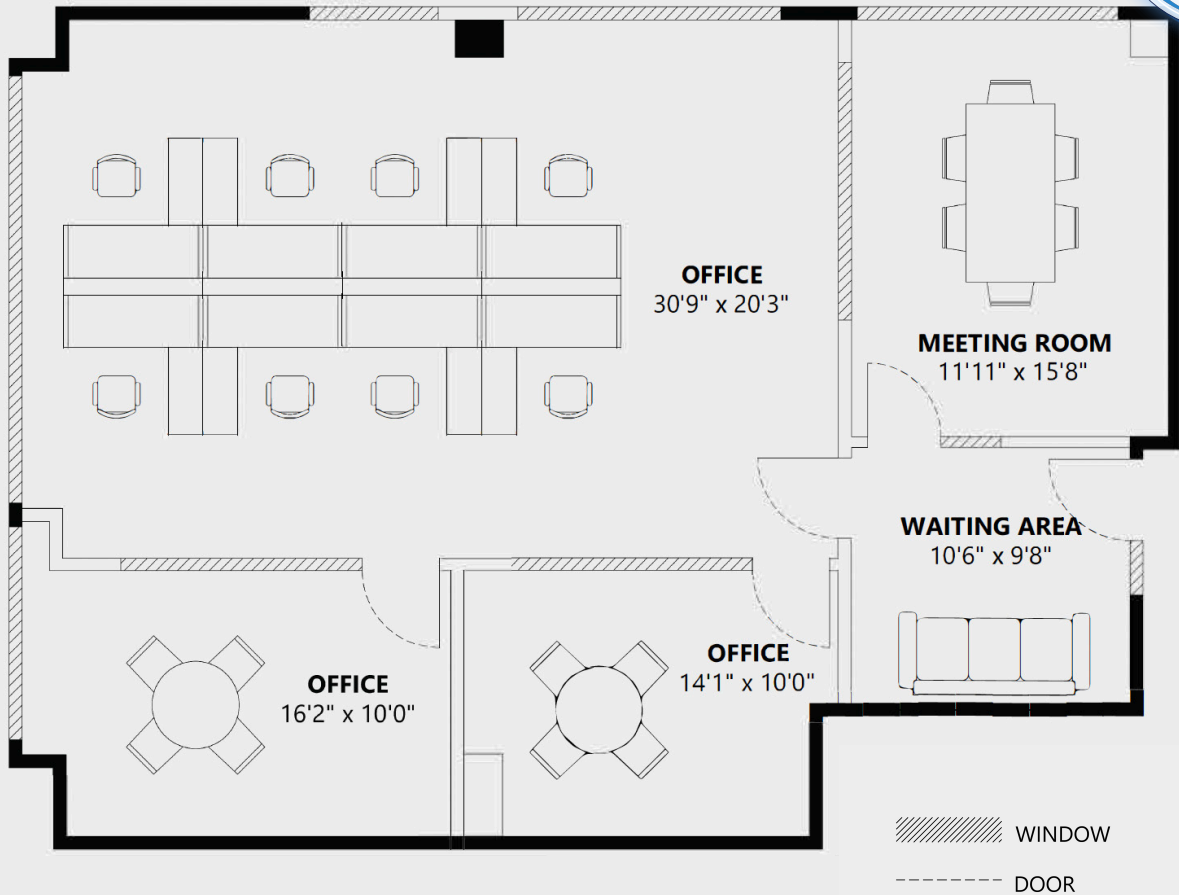 OFFICE
30'9" x 20'3"
MEETING ROOM
11'11" x 15'8"
WAITING AREA
10'6" x 9'8"
OFFICE
16'2" x 10'0"
OFFICE
14'1" x 10'0"
WINDOW
DOOR